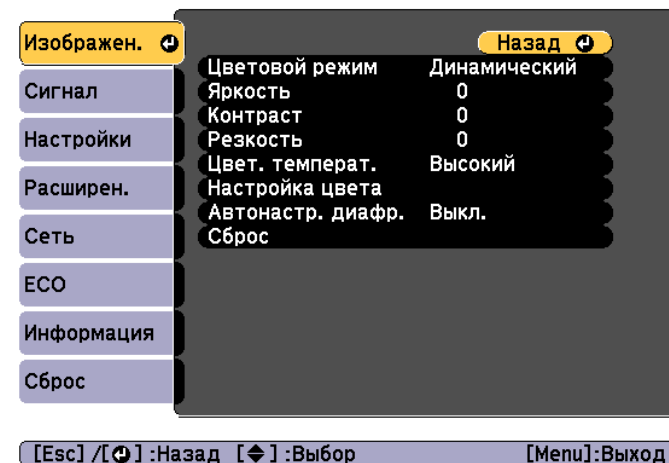 Изображен.
Сигнал
Настройки
Расширен.
Сеть
ECO
Информация
Сброс
Назад
Цветовой режим Динамический
Яркость 0
Контраст 0
Резкость 0
Цвет. температ. Высокий
Настройка цвета
Автонастр. диафр. Выкл.
Сброс
[Esc] /[⏎] :Назад [◆] :Выбор [Menu]:Выход